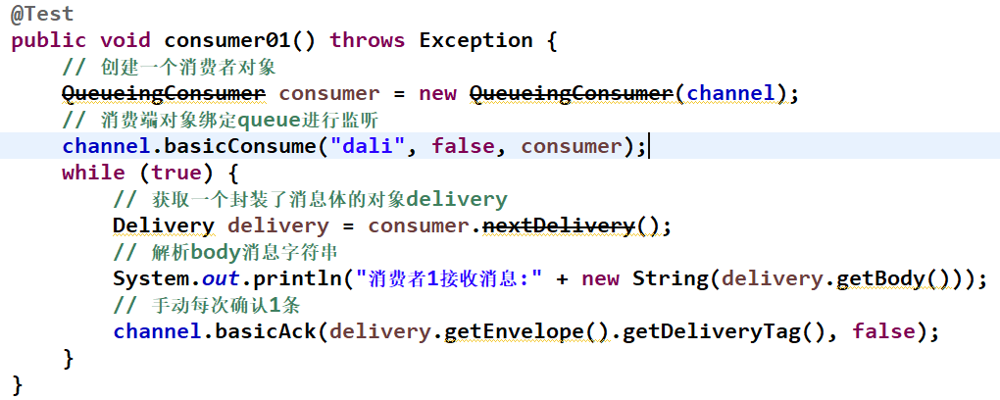 @Test
public void consumer01() throws Exception {
    // 创建一个消费者对象
    QueueingConsumer consumer = new QueueingConsumer(channel);
    // 消费端对象绑定queue进行监听
    channel.basicConsume("dali", false, consumer);
    while (true) {
        // 获取一个封装了消息体的对象delivery
        Delivery delivery = consumer.nextDelivery();
        // 解析body消息字符串
        System.out.println("消费者1接收消息:" + new String(delivery.getBody()));
        // 手动每次确认1条
        channel.basicAck(delivery.getEnvelope().getDeliveryTag(), false);
    }
}